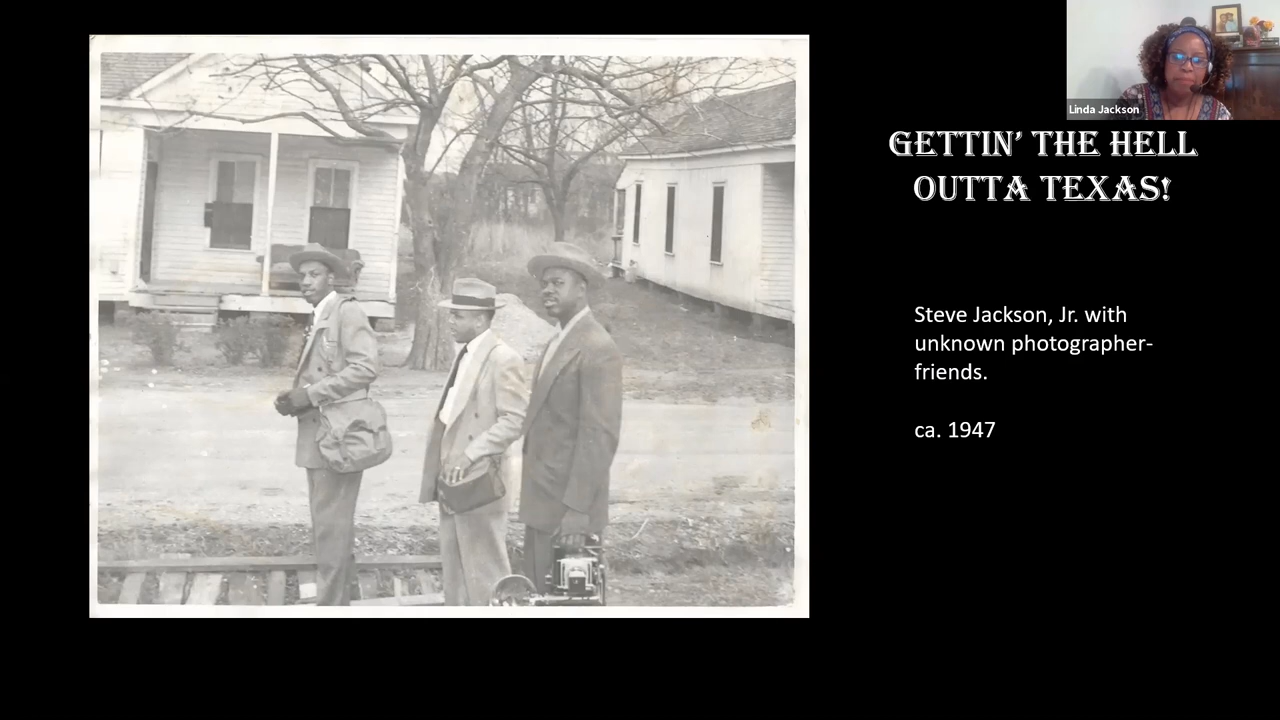 Linda Jackson
GETTIN' THE HELL
OUTTA TEXAS!
Steve Jackson, Jr. with
unknown photographer-
friends.
ca. 1947